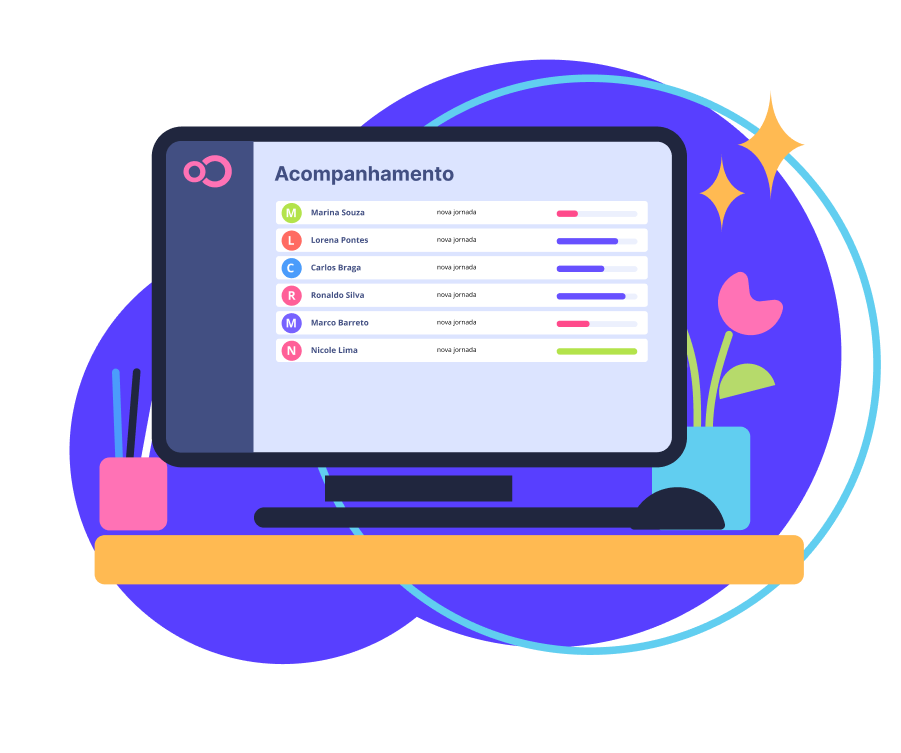 Acompanhamento
M Marina Souza nova jornada
L Lorena Pontes nova jornada
C Carlos Braga nova jornada
R Ronaldo Silva nova jornada
M Marco Barreto nova jornada
N Nicole Lima nova jornada